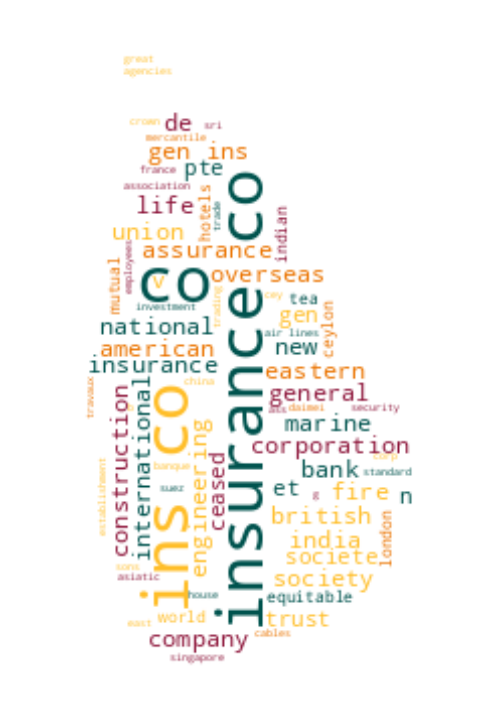 great
agencies
crown
de
sri
mercantile
gen ins
france
pte
association
insurance co
life
hotels
trade
indian
union
assurance
employees
mutual
co
v
overseas
cey
trading
investment
tea
gen
ceylon
national
air lines
american
new
insurance
eastern
china
travaux
construction
international
ins co
general
ass
daimei
security
marine
engineering
ceased
corporation
corp
banque
bank
standard
establishment
suez
et
g
fire
n
british
london
india
societe
sons
asiatic
society
house
equitable
east
world
trust
company
cables
singapore